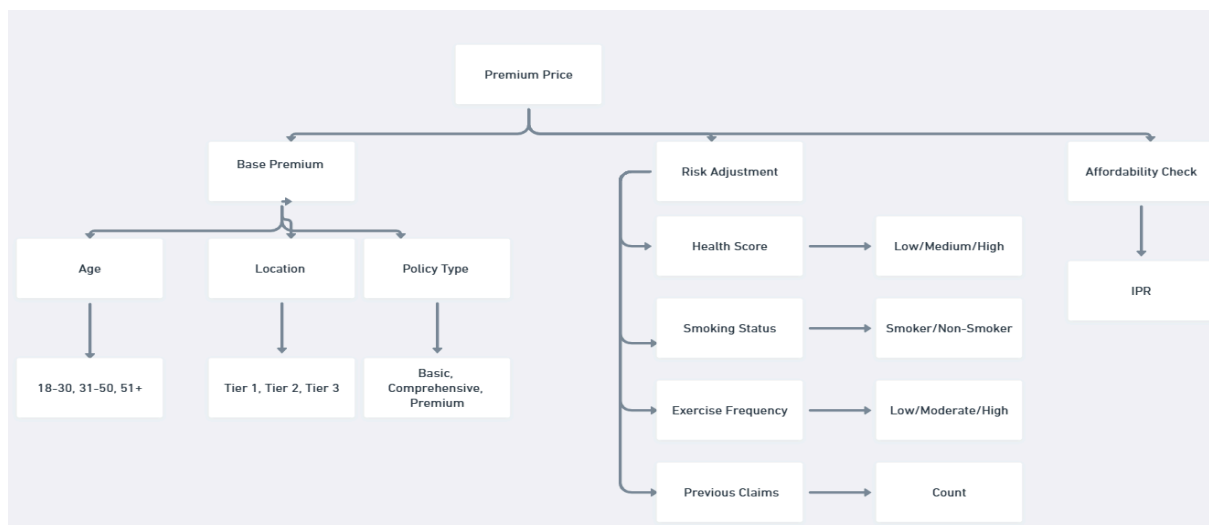 Premium Price
Base Premium
Risk Adjustment
Affordability Check
Age
Location
Policy Type
Health Score
Low/Medium/High
IPR
Smoking Status
Smoker/Non-Smoker
18-30, 31-50, 51+
Tier 1, Tier 2, Tier 3
Basic,
Comprehensive,
Premium
Exercise Frequency
Low/Moderate/High
Previous Claims
Count